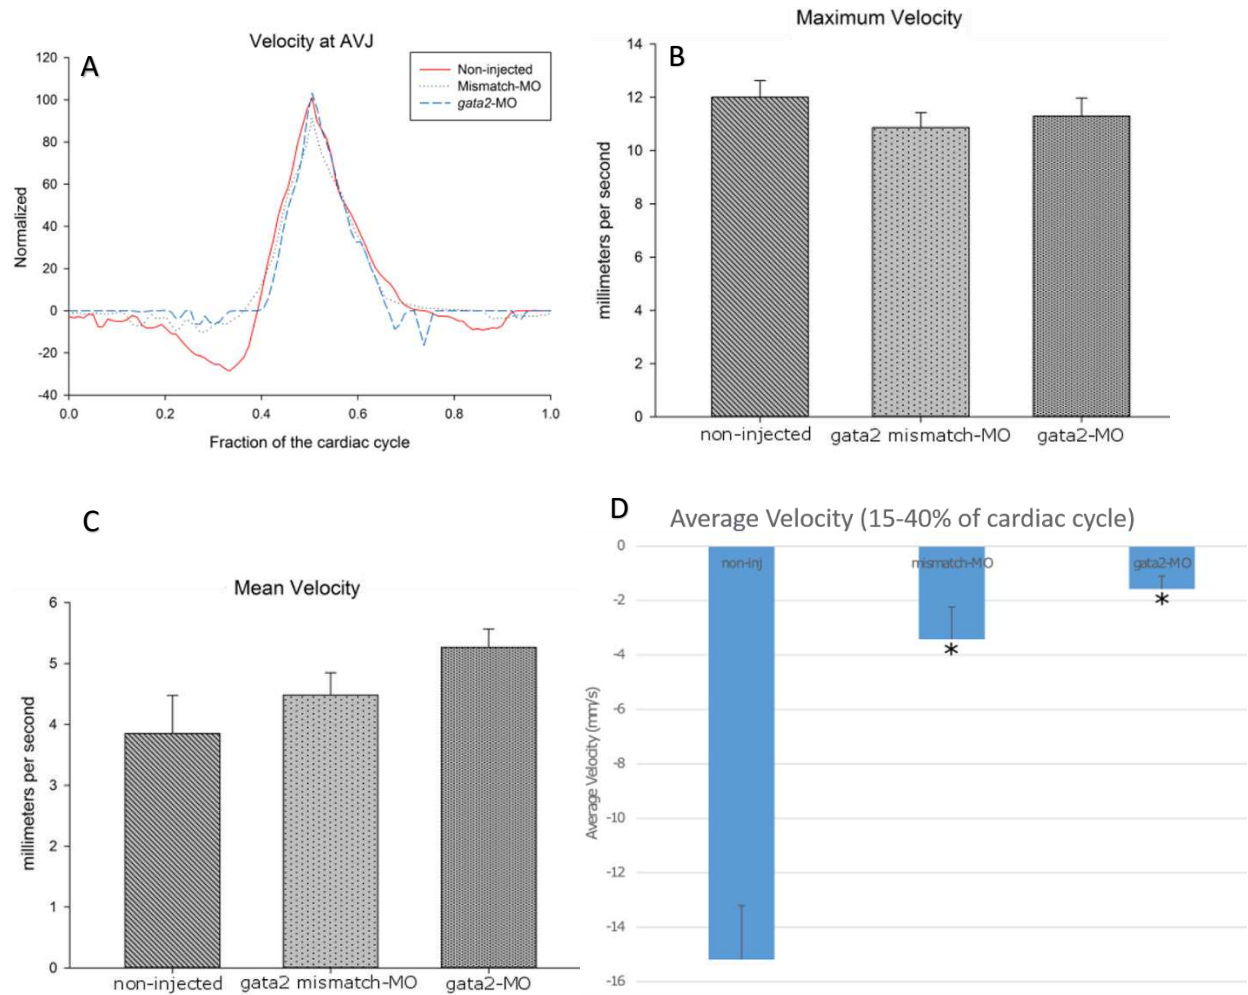 A
Velocity at AVJ
Non-injected
Mismatch-MO
gata2-MO
120
100
80
60
40
20
0
-20
-40
Normalized
0.0 0.2 0.4 0.6 0.8 1.0
Fraction of the cardiac cycle
B
Maximum Velocity
14
12
10
8
6
4
2
0
millimeters per second
non-injected gata2 mismatch-MO gata2-MO
C
Mean Velocity
6
5
4
3
2
1
0
millimeters per second
non-injected gata2 mismatch-MO gata2-MO
D
Average Velocity (15-40% of cardiac cycle)
0
-2
-4
-6
-8
-10
-12
-14
-16
Average Velocity (mm/s)
non-inj mismatch-MO gata2-MO
*
*